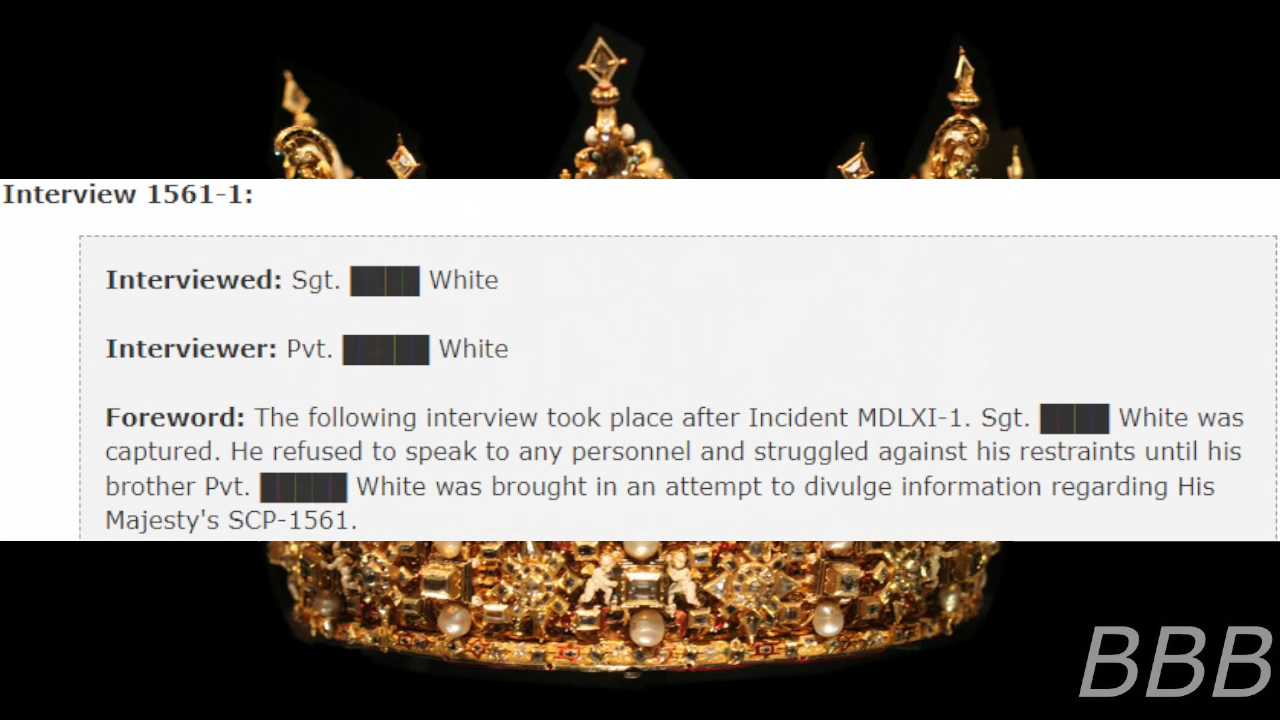 Interview 1561-1:
Interviewed: Sgt. ████ White
Interviewer: Pvt. █████ White
Foreword: The following interview took place after Incident MDLXI-1. Sgt. ████ White was
captured. He refused to speak to any personnel and struggled against his restraints until his
brother Pvt. █████ White was brought in an attempt to divulge information regarding His
Majesty's SCP-1561.
BBB